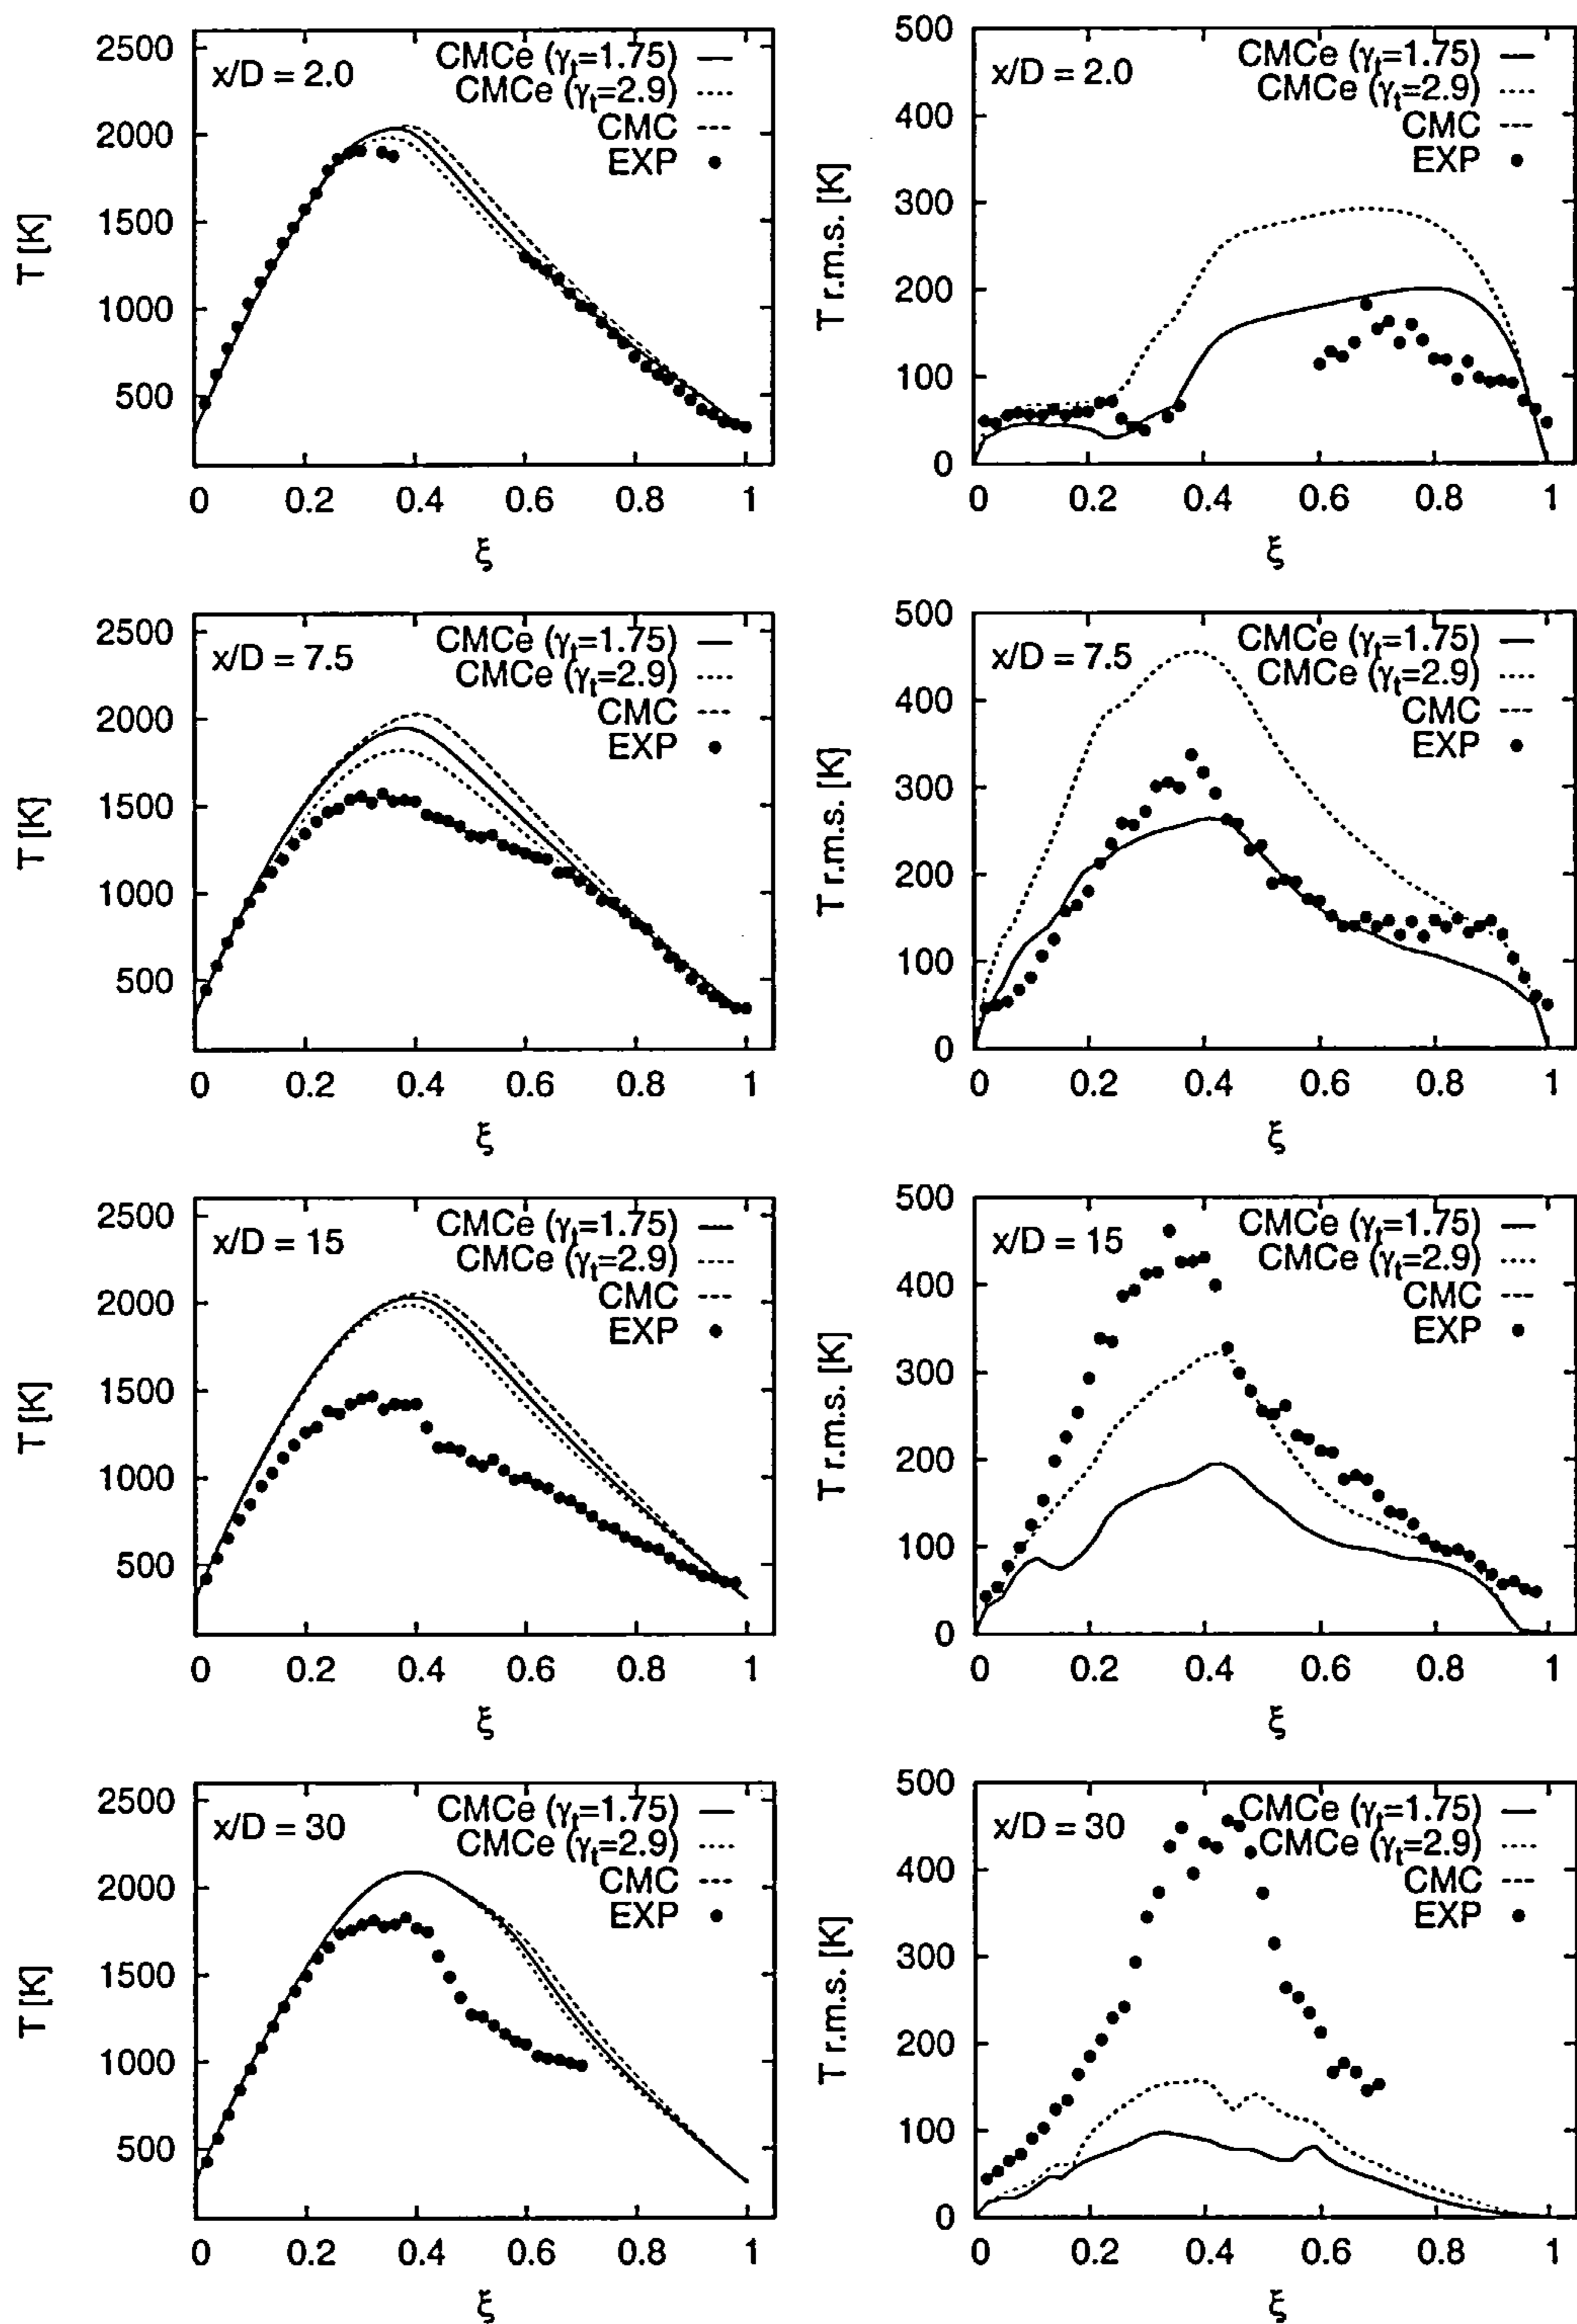 2500
2000
1500
1000
500
T [K]
x/D = 2.0
CMCe (γt=1.75)
CMCe (γt=2.9)
CMC
EXP
0 0.2 0.4 0.6 0.8 1
ξ
500
400
300
200
100
0
T r.m.s. [K]
x/D = 2.0
CMCe (γt=1.75)
CMCe (γt=2.9)
CMC
EXP
0 0.2 0.4 0.6 0.8 1
ξ
2500
2000
1500
1000
500
T [K]
x/D = 7.5
CMCe (γt=1.75)
CMCe (γt=2.9)
CMC
EXP
0 0.2 0.4 0.6 0.8 1
ξ
500
400
300
200
100
0
T r.m.s. [K]
x/D = 7.5
CMCe (γt=1.75)
CMCe (γt=2.9)
CMC
EXP
0 0.2 0.4 0.6 0.8 1
ξ
2500
2000
1500
1000
500
T [K]
x/D = 15
CMCe (γt=1.75)
CMCe (γt=2.9)
CMC
EXP
0 0.2 0.4 0.6 0.8 1
ξ
500
400
300
200
100
0
T r.m.s. [K]
x/D = 15
CMCe (γt=1.75)
CMCe (γt=2.9)
CMC
EXP
0 0.2 0.4 0.6 0.8 1
ξ
2500
2000
1500
1000
500
T [K]
x/D = 30
CMCe (γt=1.75)
CMCe (γt=2.9)
CMC
EXP
0 0.2 0.4 0.6 0.8 1
ξ
500
400
300
200
100
0
T r.m.s. [K]
x/D = 30
CMCe (γt=1.75)
CMCe (γt=2.9)
CMC
EXP
0 0.2 0.4 0.6 0.8 1
ξ